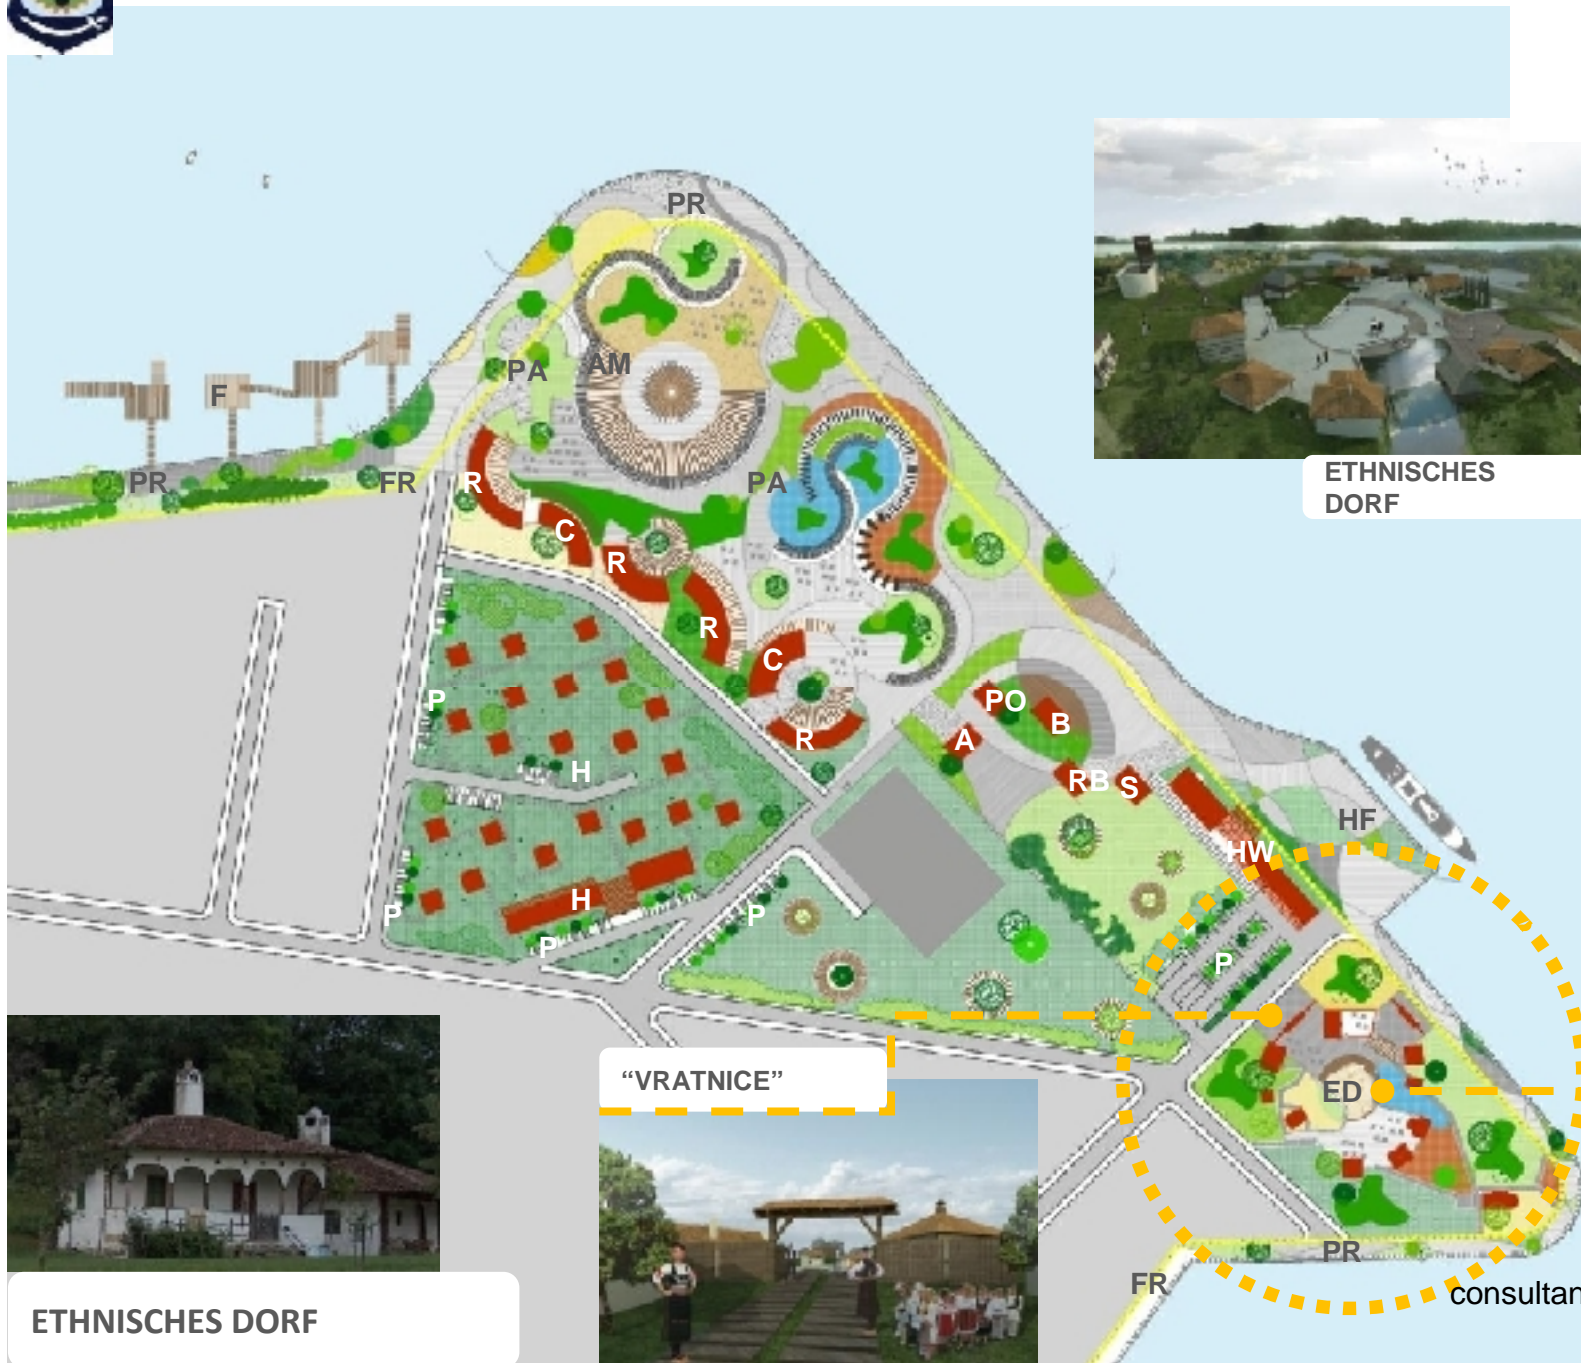 PR
ETHNISCHES
DORF
AM
PA
F
PR
FR
R
PA
C
R
R
C
P
PO
B
A
R
H
RB
S
HF
HW
H
P
P
P
P
“VRATNICE”
ED
PR
FR
consultan
ETHNISCHES DORF